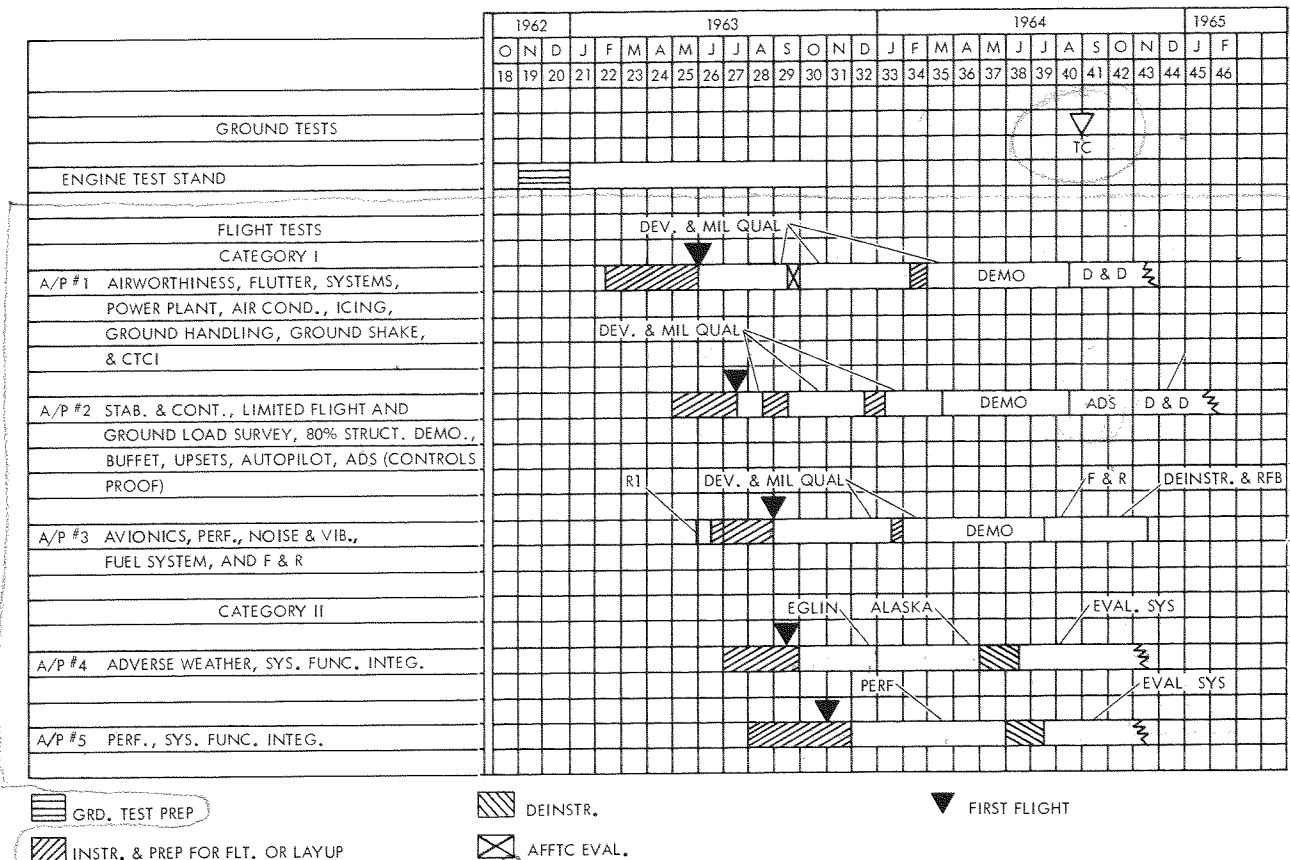 1962 1963 1964 1965
O N D J F M A M J J A S O N D J F M A M J J A S O N D J F
18 19 20 21 22 23 24 25 26 27 28 29 30 31 32 33 34 35 36 37 38 39 40 41 42 43 44 45 46
GROUND TESTS
TC
ENGINE TEST STAND
FLIGHT TESTS
DEV. & MIL QUAL
CATEGORY I
A/P #1 AIRWORTHINESS, FLUTTER, SYSTEMS,
DEMO D & D
POWER PLANT, AIR COND., ICING,
GROUND HANDLING, GROUND SHAKE,
DEV. & MIL QUAL
& CTCI
A/P #2 STAB. & CONT., LIMITED FLIGHT AND
DEMO ADS D & D
GROUND LOAD SURVEY, 80% STRUCT. DEMO.,
BUFFET, UPSETS, AUTOPILOT, ADS (CONTROLS
PROOF)
R1 DEV. & MIL QUAL F & R DEINSTR. & RFB
A/P #3 AVIONICS, PERF., NOISE & VIB.,
DEMO
FUEL SYSTEM, AND F & R
CATEGORY II
EGLIN ALASKA EVAL. SYS
A/P #4 ADVERSE WEATHER, SYS. FUNC. INTEG.
PERF EVAL SYS
A/P #5 PERF., SYS. FUNC. INTEG.
GRD. TEST PREP
DEINSTR.
FIRST FLIGHT
INSTR. & PREP FOR FLT. OR LAYUP
AFFTC EVAL.